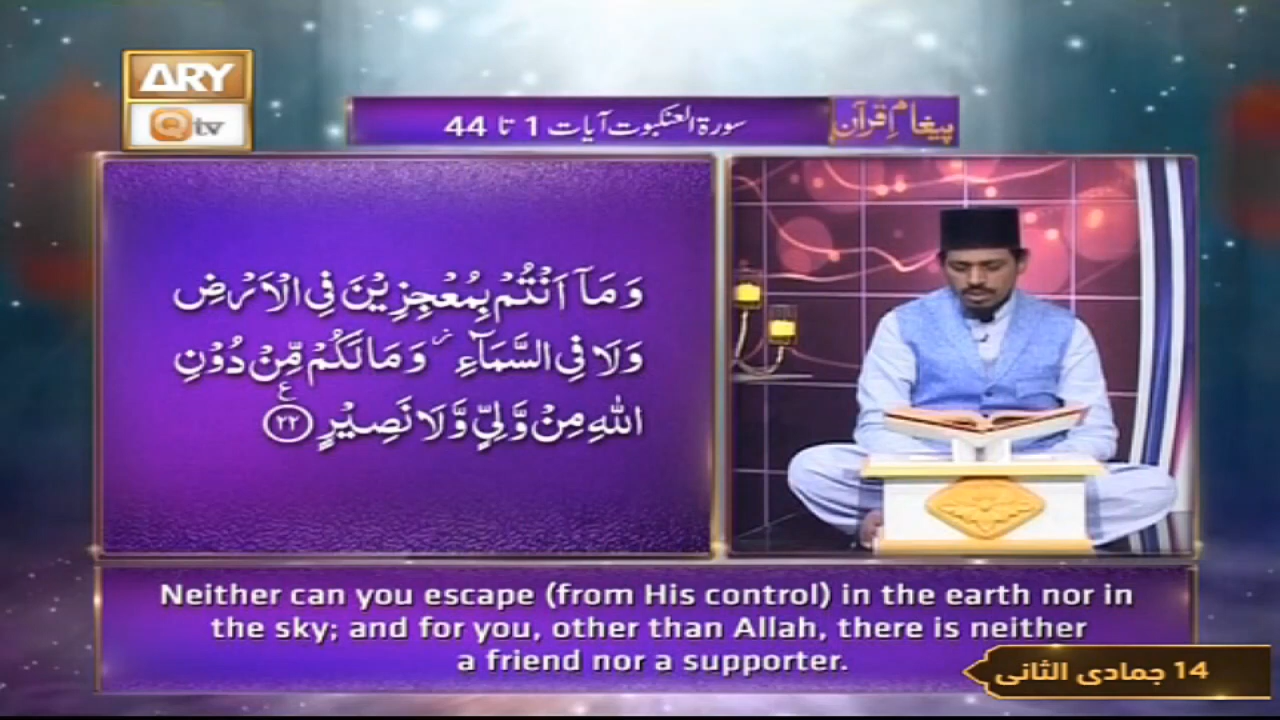 ARY
Qtv
پیغامِ قرآن
سورۃ العنکبوت آیات 1 تا 44
وَ مَاۤ اَنْتُمْ بِمُعْجِزِیْنَ فِی الْاَرْضِ
وَ لَا فِی السَّمَآءِ ؗ وَ مَا لَكُمْ مِّنْ دُوْنِ
اللّٰهِ مِنْ وَّلِیٍّ وَّ لَا نَصِیْرٍ ﴿۲۲﴾ ع
Neither can you escape (from His control) in the earth nor in
the sky; and for you, other than Allah, there is neither
a friend nor a supporter.
14 جمادی الثانی